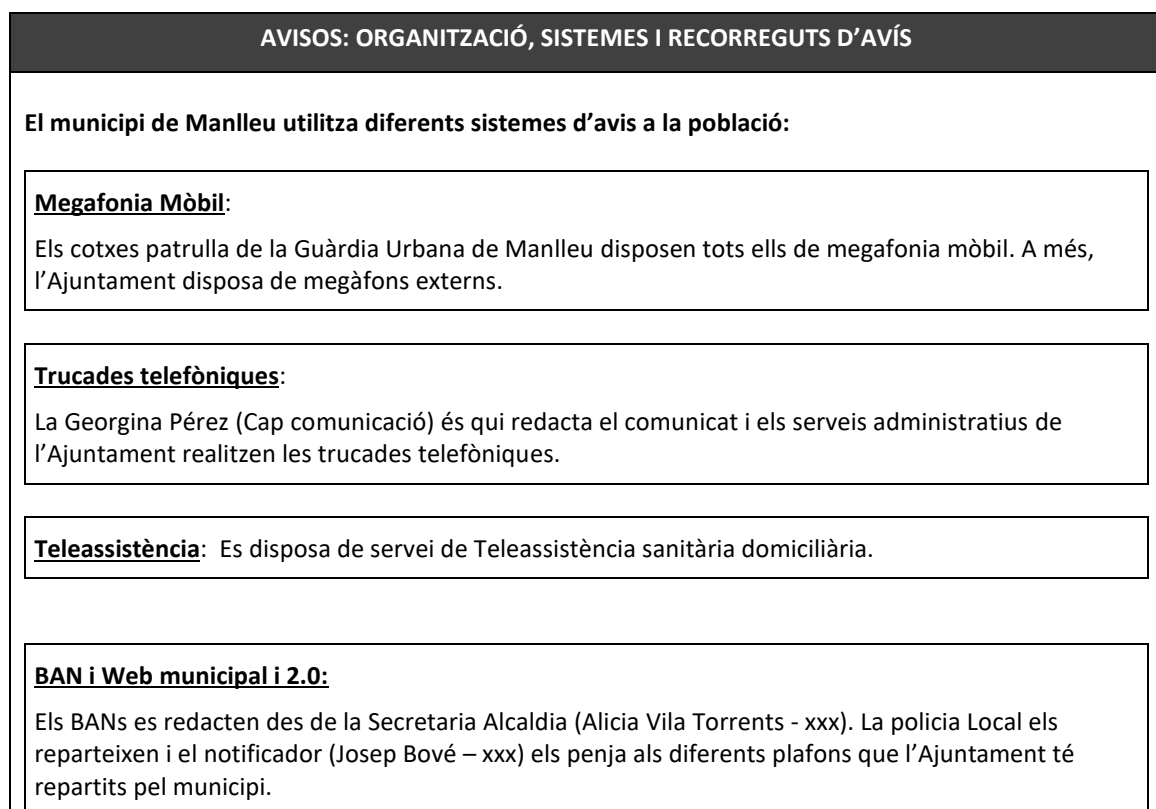 AVISOS: ORGANITZACIÓ, SISTEMES I RECORREGUTS D’AVÍS
El municipi de Manlleu utilitza diferents sistemes d’avis a la població:
Megafonia Mòbil:
Els cotxes patrulla de la Guàrdia Urbana de Manlleu disposen tots ells de megafonia mòbil. A més,
l’Ajuntament disposa de megàfons externs.
Trucades telefòniques:
La Georgina Pérez (Cap comunicació) és qui redacta el comunicat i els serveis administratius de
l’Ajuntament realitzen les trucades telefòniques.
Teleassistència: Es disposa de servei de Teleassistència sanitària domiciliària.
BAN i Web municipal i 2.0:
Els BANs es redacten des de la Secretaria Alcaldia (Alicia Vila Torrents - xxx). La policia Local els
reparteixen i el notificador (Josep Bové – xxx) els penja als diferents plafons que l’Ajuntament té
repartits pel municipi.